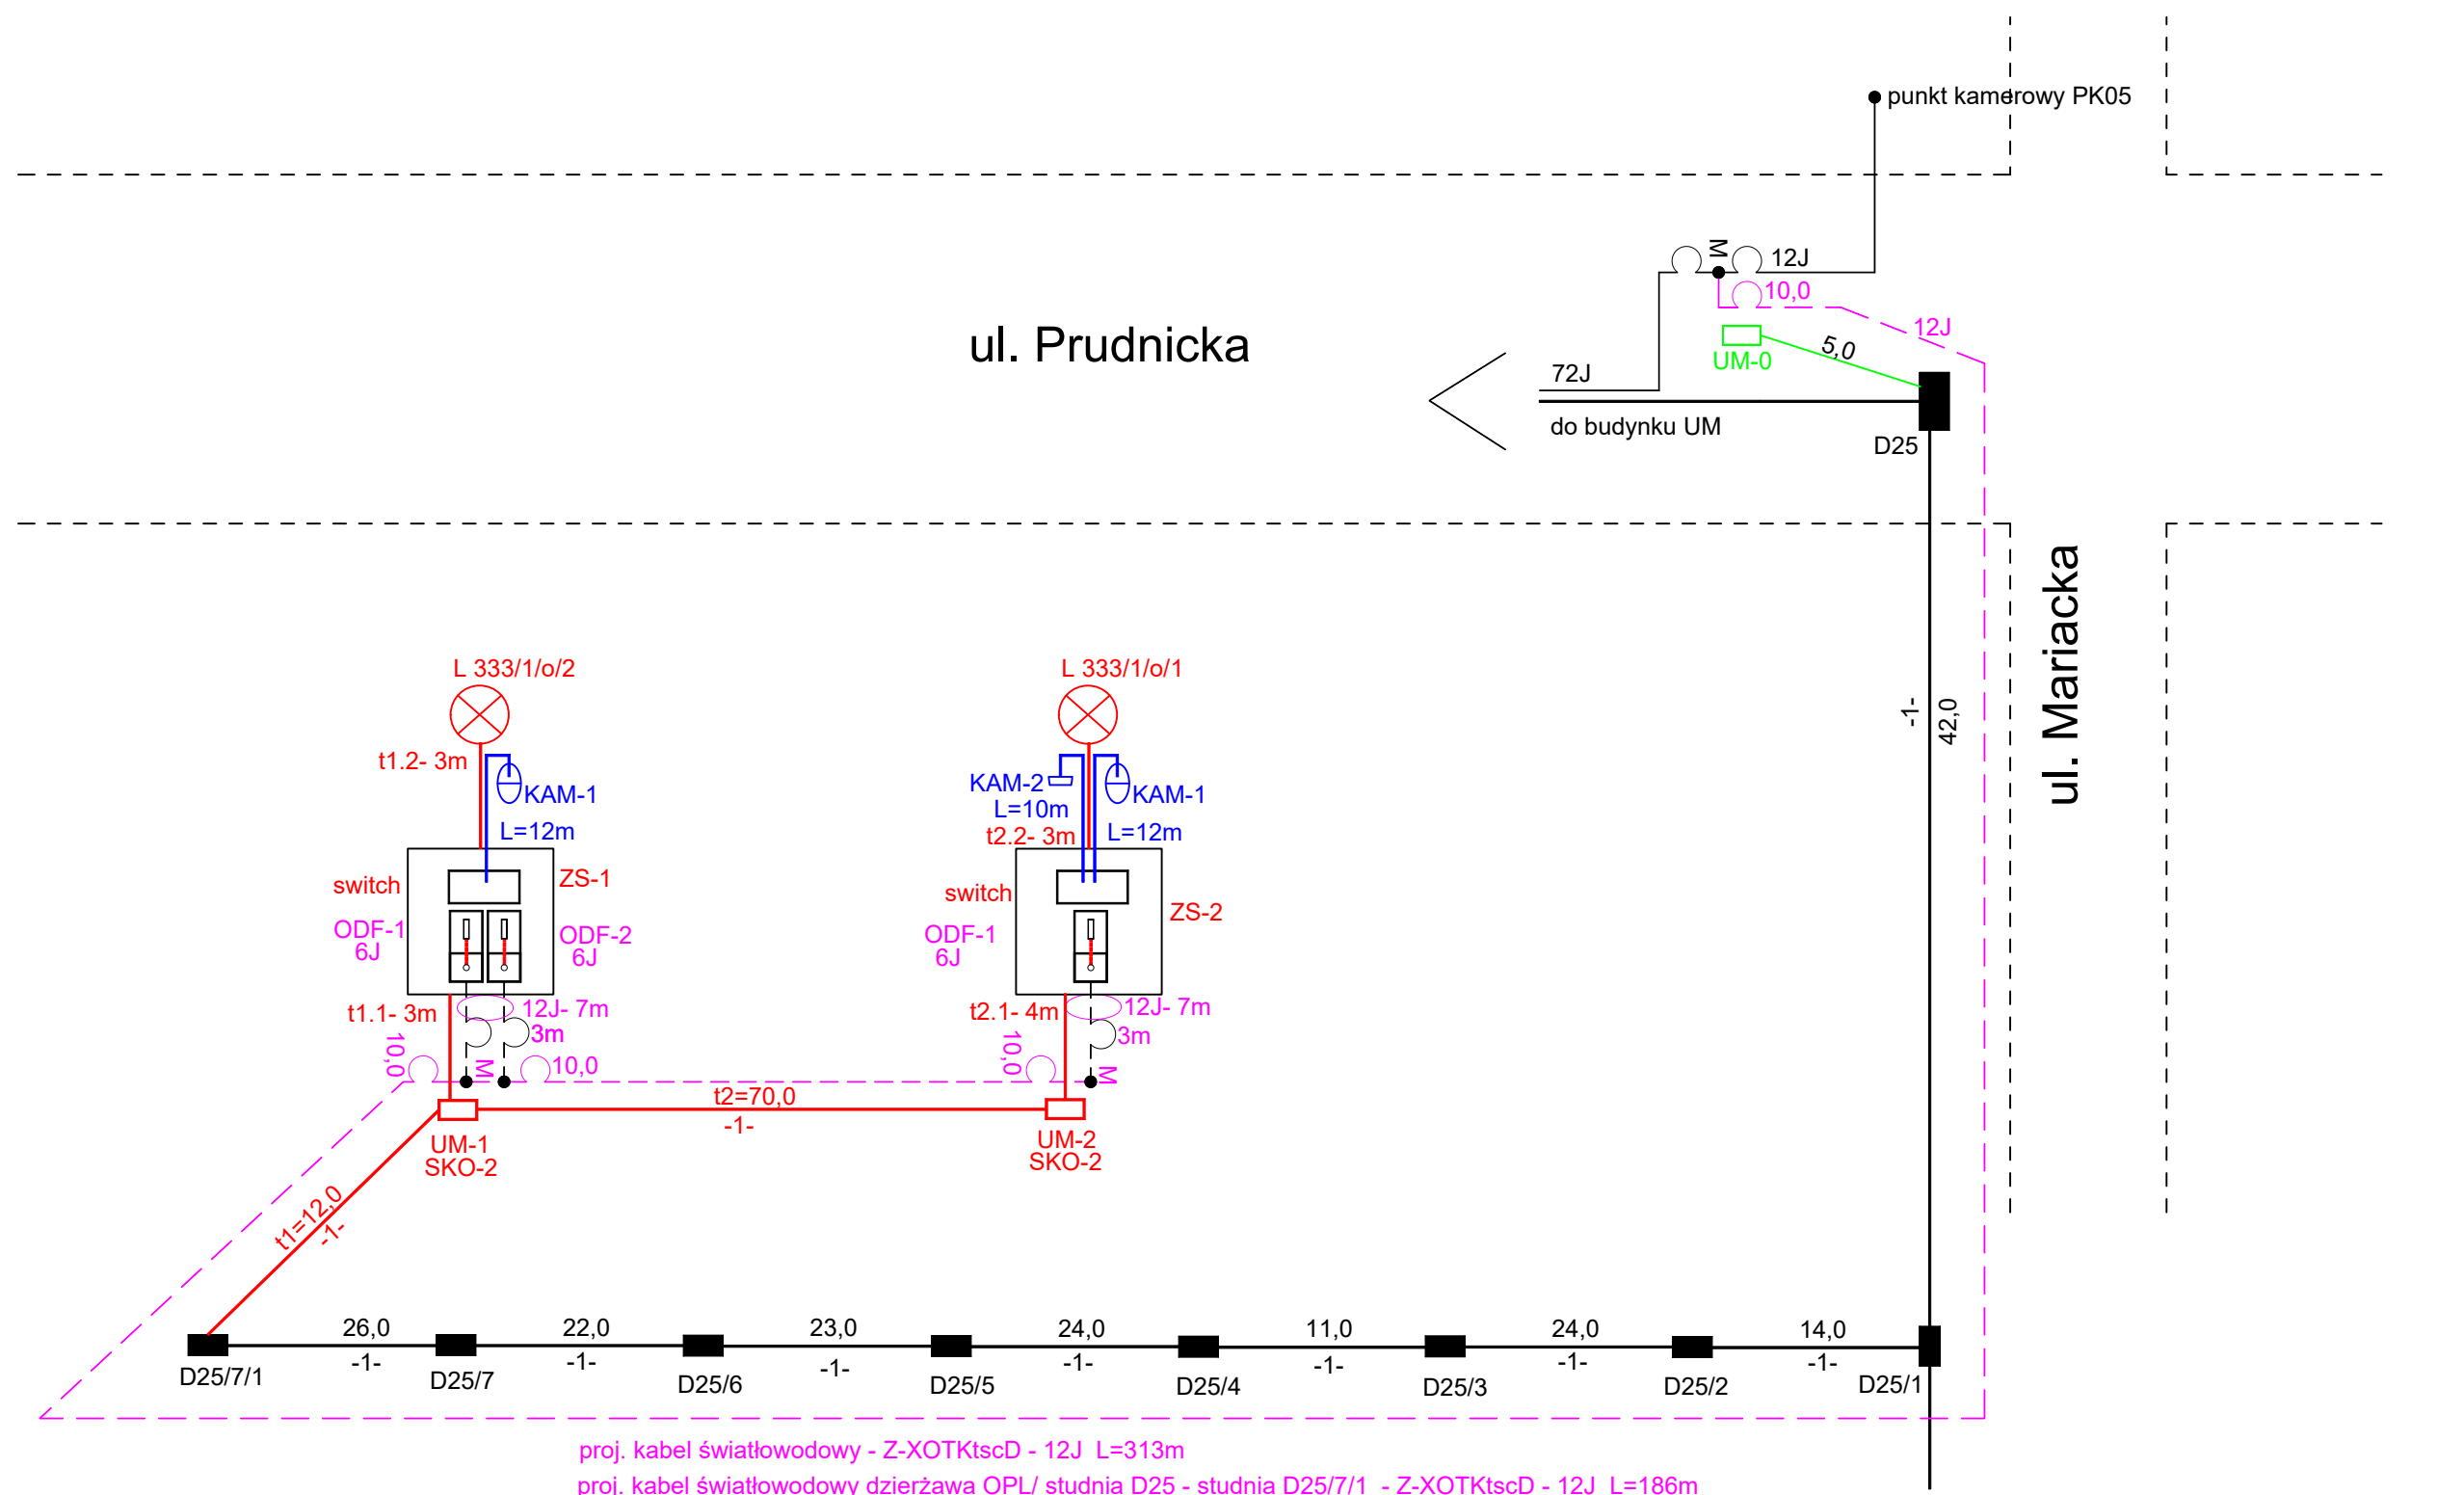 punkt kamerowy PK05
M
12J
10,0
12J
ul. Prudnicka
5,0
UM-0
72J
do budynku UM
D25
ul. Mariacka
-1-
42,0
L 333/1/o/2
L 333/1/o/1
t1.2- 3m
KAM-1
L=12m
KAM-2
L=10m
t2.2- 3m
KAM-1
L=12m
switch
ZS-1
switch
ZS-2
ODF-1
6J
ODF-2
6J
ODF-1
6J
t1.1- 3m
12J- 7m
3m
10,0
M
10,0
t2.1- 4m
12J- 7m
3m
10,0
M
t2=70,0
-1-
UM-1
SKO-2
UM-2
SKO-2
t1=12,0
-1-
26,0
22,0
23,0
24,0
11,0
24,0
14,0
-1-
-1-
-1-
-1-
-1-
-1-
-1-
D25/7/1
D25/7
D25/6
D25/5
D25/4
D25/3
D25/2
D25/1
proj. kabel światłowodowy - Z-XOTKtscD - 12J L=313m
proj. kabel światłowodowy dzierżawa OPL/ studnia D25 - studnia D25/7/1 - Z-XOTKtscD - 12J L=186m